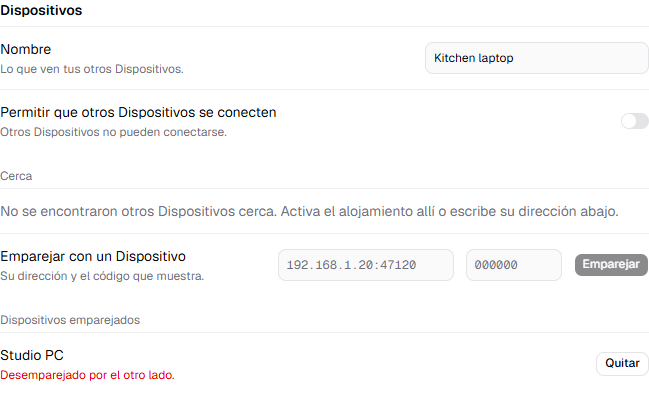 Dispositivos
Nombre
Lo que ven tus otros Dispositivos.
Kitchen laptop
Permitir que otros Dispositivos se conecten
Otros Dispositivos no pueden conectarse.
Cerca
No se encontraron otros Dispositivos cerca. Activa el alojamiento allí o escribe su dirección abajo.
Emparejar con un Dispositivo
Su dirección y el código que muestra.
192.168.1.20:47120
000000
Emparejar
Dispositivos emparejados
Studio PC
Desemparejado por el otro lado.
Quitar